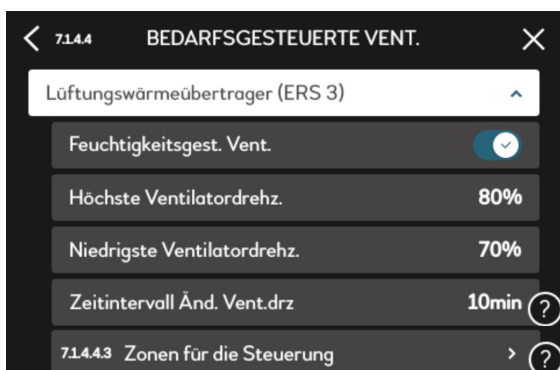 7.1.4.4 BEDARFSGESTEUERTE VENT.
Lüftungswärmeübertrager (ERS 3)
Feuchtigkeitsgest. Vent.
Höchste Ventilatordrehz. 80%
Niedrigste Ventilatordrehz. 70%
Zeitintervall Änd. Vent.drz 10min ?
7.1.4.4.3 Zonen für die Steuerung ?